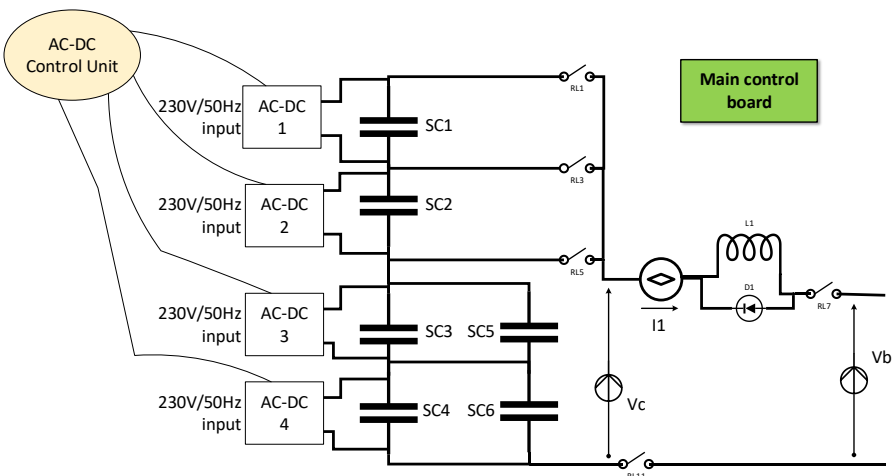 AC-DC
Control Unit
Main control
board
230V/50Hz
input
AC-DC
1
SC1
RL1
230V/50Hz
input
AC-DC
2
SC2
RL3
L1
RL5
D1
RL7
230V/50Hz
input
AC-DC
3
SC3
SC5
I1
Vb
230V/50Hz
input
AC-DC
4
SC4
SC6
Vc
RL11